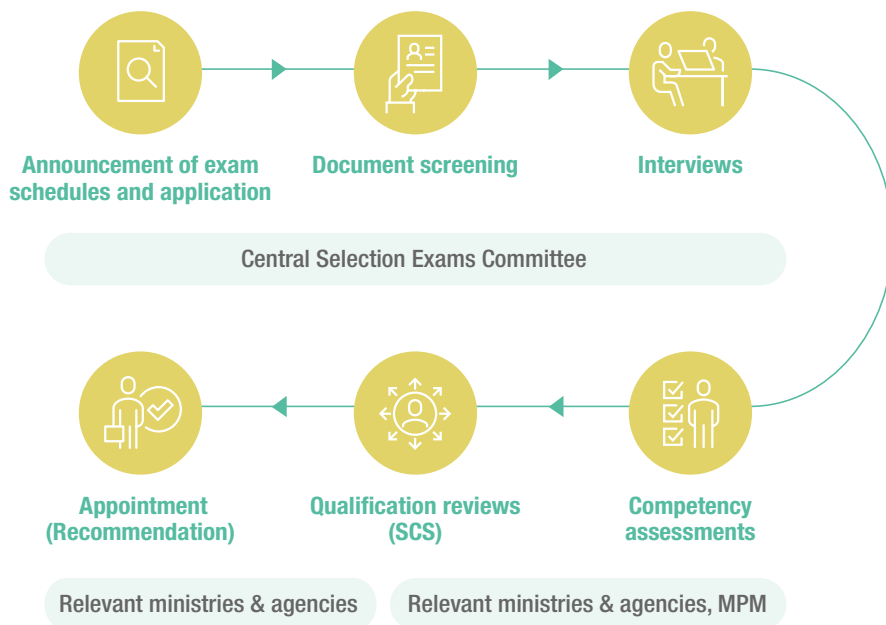 Announcement of exam
schedules and application
Document screening
Interviews
Central Selection Exams Committee
Appointment
(Recommendation)
Qualification reviews
(SCS)
Competency
assessments
Relevant ministries & agencies
Relevant ministries & agencies, MPM